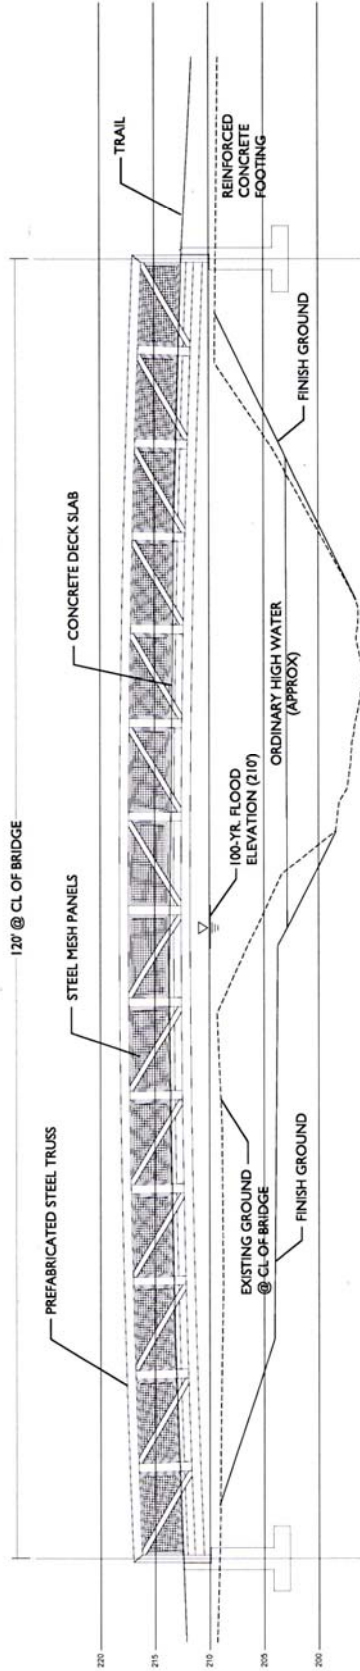 120' @ CL OF BRIDGE
PREFABRICATED STEEL TRUSS
STEEL MESH PANELS
CONCRETE DECK SLAB
TRAIL
220
215
210
205
200
100-YR. FLOOD
ELEVATION (210')
REINFORCED
CONCRETE
FOOTING
EXISTING GROUND
@ CL OF BRIDGE
ORDINARY HIGH WATER
(APPROX)
FINISH GROUND
FINISH GROUND